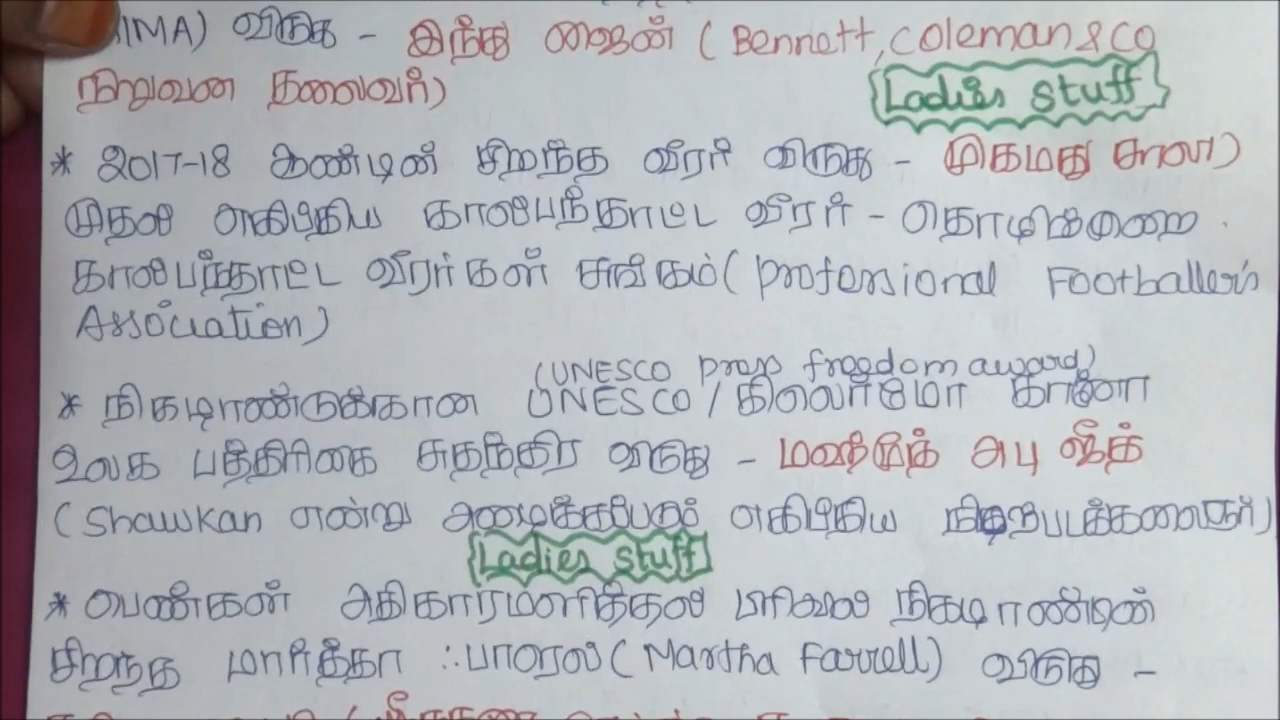 IMA) விருது - இந்து ஜைன் (Bennett, Coleman & Co
நிறுவன தலைவர்)
Ladies stuff
* 2017-18 ஆண்டின் சிறந்த வீரர் விருது - முகமது சாலா)
முதல் எகிப்திய கால்பந்தாட்ட வீரர் - தொழில்முறை
கால்பந்தாட்ட வீரர்கள் சங்கம் (professional Footballer's
Association)
(UNESCO press freedom award)
* நிகழாண்டுக்கான UNESCO / கில்லெர்மோ கானோ
உலக பத்திரிகை சுதந்திர விருது - மஹ்மூத் அபு ஜீத்
(Shawkan என்று அழைக்கப்படும் எகிப்திய நிழற்படக்கலைஞர்)
Ladies stuff
* பெண்கள் அதிகாரமளித்தல் பிரிவில் நிகழாண்டின்
சிறந்த மார்த்தா ஃபாரெல் (Martha Farrell) விருது -